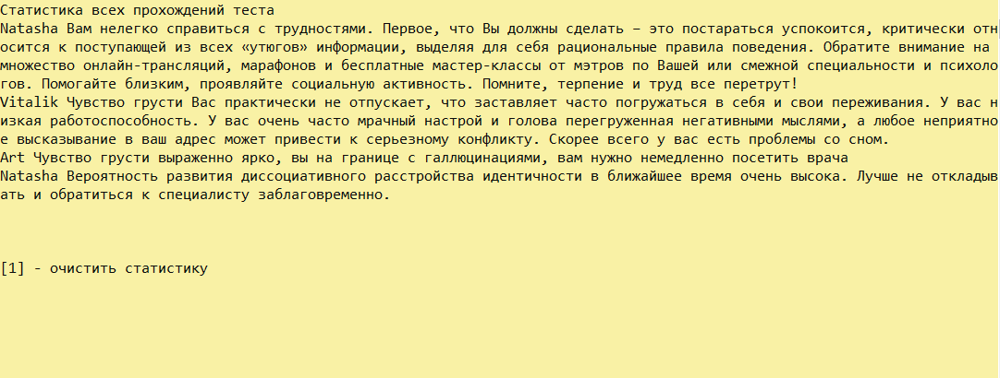 Статистика всех прохождений теста
Natasha Вам нелегко справиться с трудностями. Первое, что Вы должны сделать – это постараться успокоится, критически отн
осится к поступающей из всех «утюгов» информации, выделяя для себя рациональные правила поведения. Обратите внимание на
множество онлайн-трансляций, марафонов и бесплатные мастер-классы от мэтров по Вашей или смежной специальности и психоло
гов. Помогайте близким, проявляйте социальную активность. Помните, терпение и труд все перетрут!
Vitalik Чувство грусти Вас практически не отпускает, что заставляет часто погружаться в себя и свои переживания. У вас н
изкая работоспособность. У вас очень часто мрачный настрой и голова перегруженная негативными мыслями, а любое неприятно
е высказывание в ваш адрес может привести к серьезному конфликту. Скорее всего у вас есть проблемы со сном.
Art Чувство грусти выраженно ярко, вы на границе с галлюцинациями, вам нужно немедленно посетить врача
Natasha Вероятность развития диссоциативного расстройства идентичности в ближайшее время очень высока. Лучше не откладыв
ать и обратиться к специалисту заблаговременно.
[1] - очистить статистику